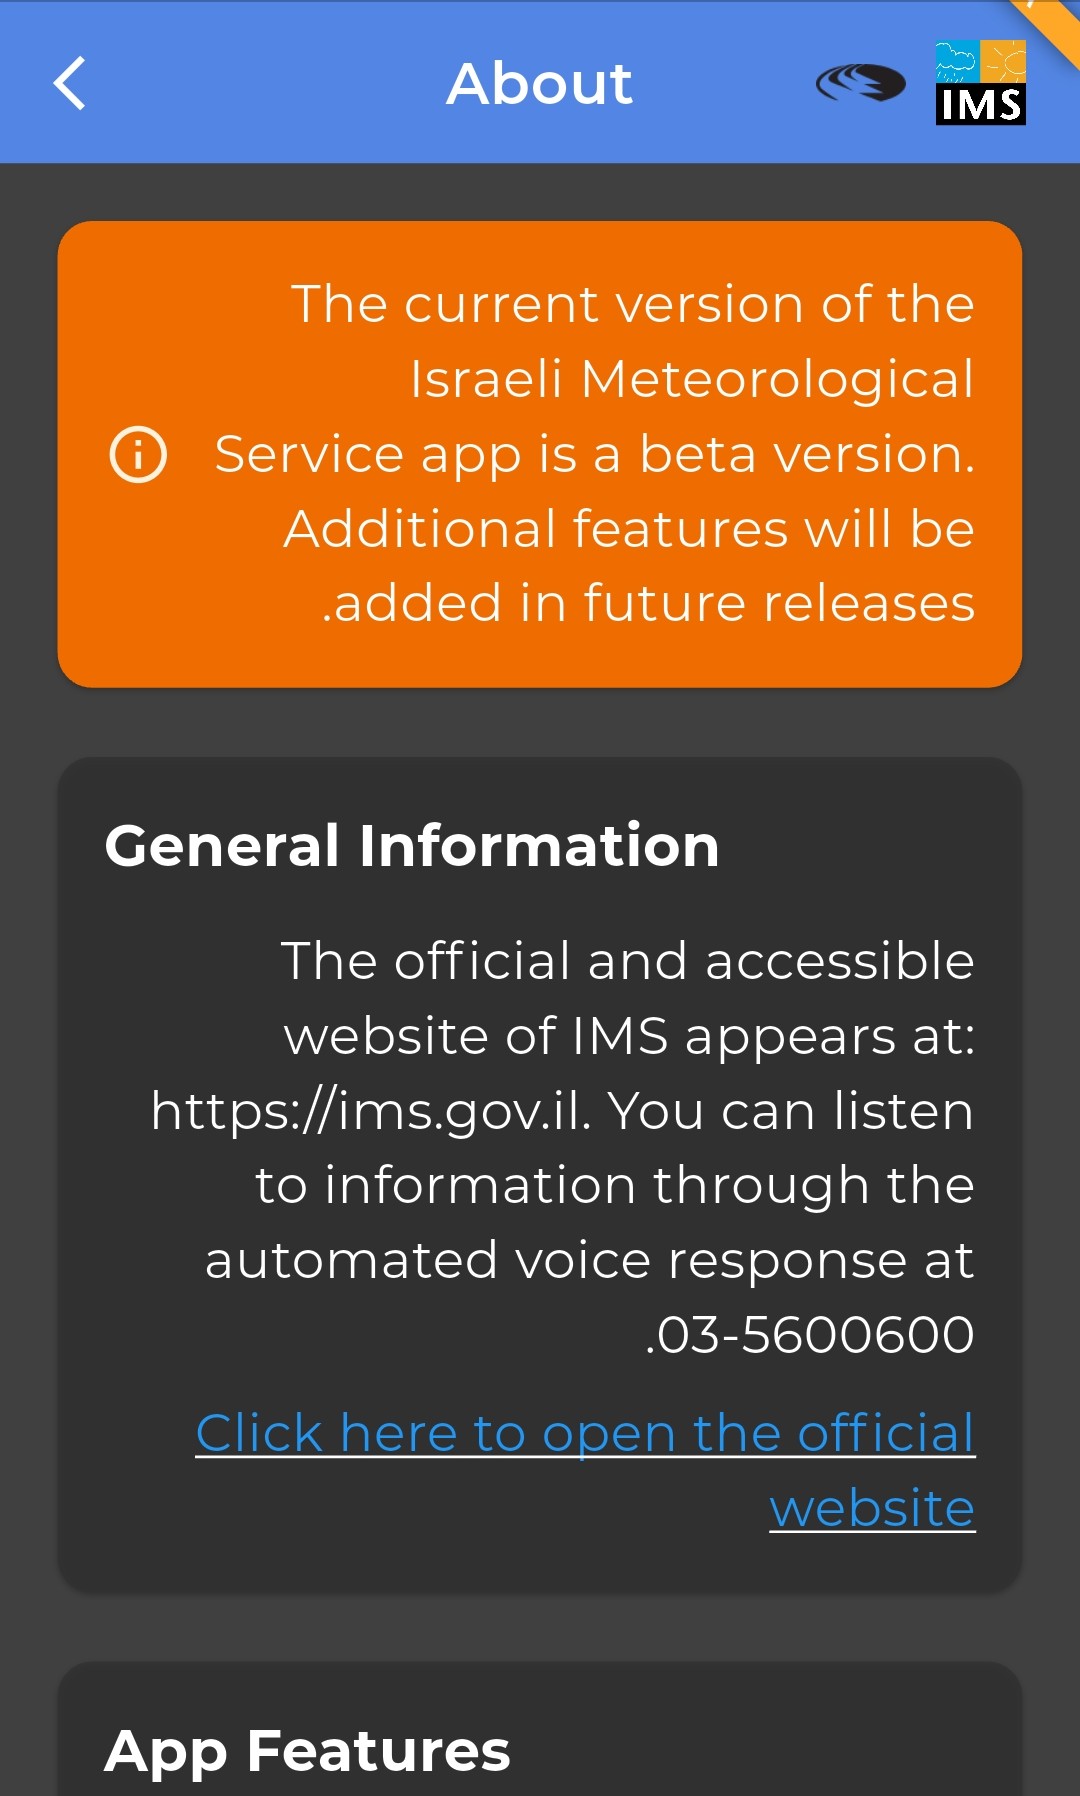 About
IMS
The current version of the
Israeli Meteorological
Service app is a beta version.
Additional features will be
.added in future releases
General Information
The official and accessible
website of IMS appears at:
https://ims.gov.il. You can listen
to information through the
automated voice response at
.03-5600600
Click here to open the official
website
App Features